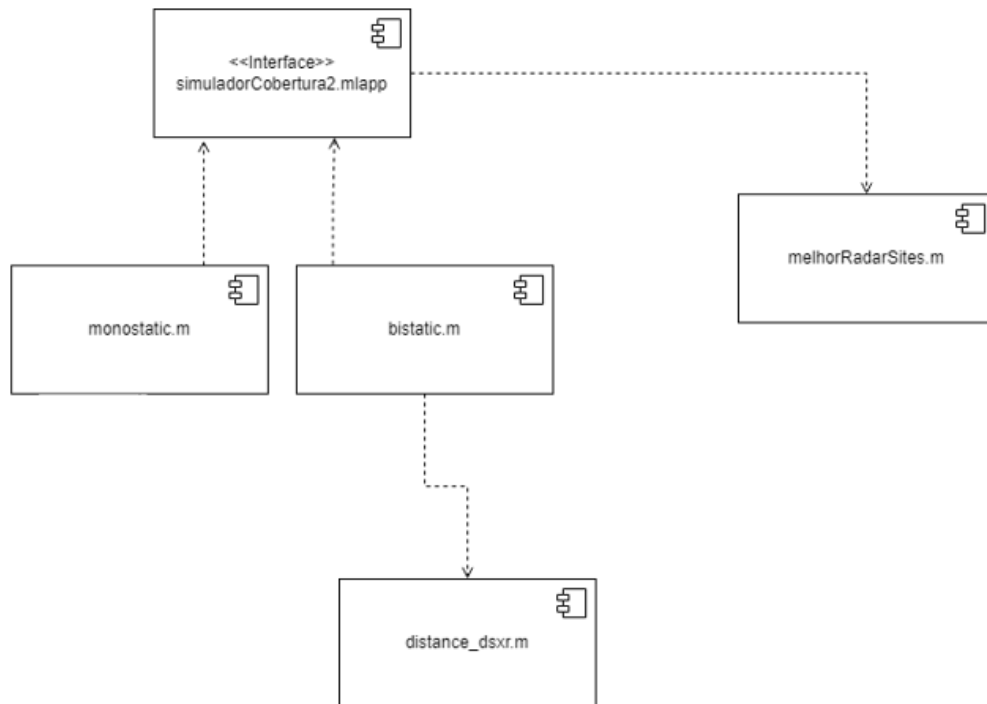 <<Interface>>
simuladorCobertura2.mlapp
melhorRadarSites.m
monostatic.m
bistatic.m
distance_dsxr.m